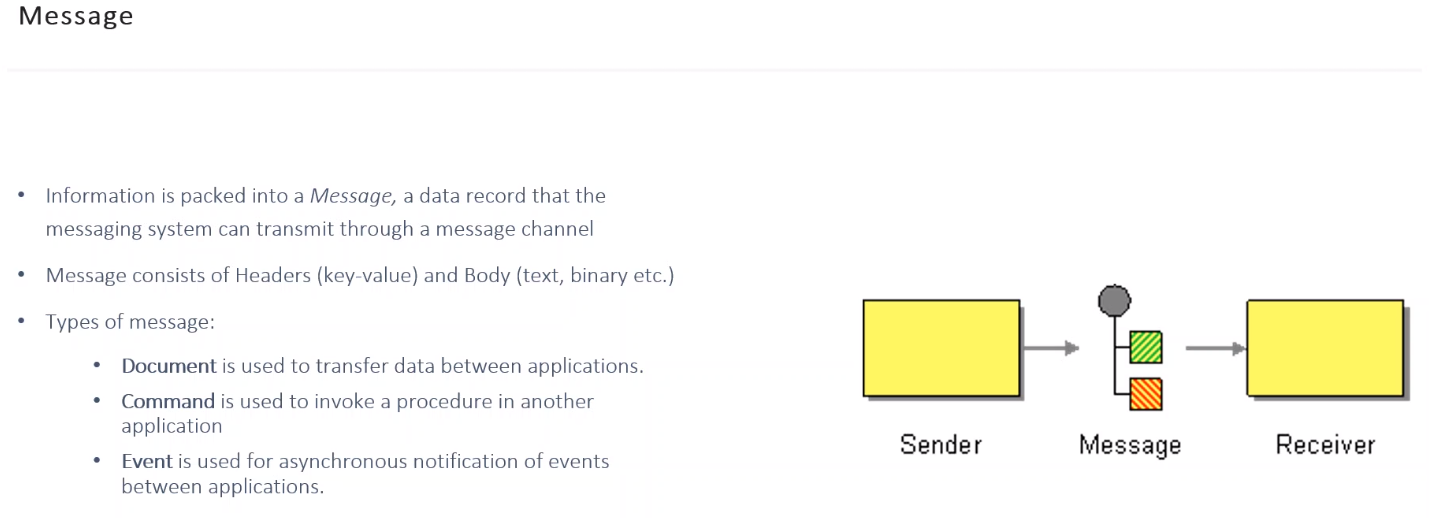 Message
• Information is packed into a Message, a data record that the
messaging system can transmit through a message channel
• Message consists of Headers (key-value) and Body (text, binary etc.)
• Types of message:
• Document is used to transfer data between applications.
• Command is used to invoke a procedure in another
application
• Event is used for asynchronous notification of events
between applications.
Sender Message Receiver